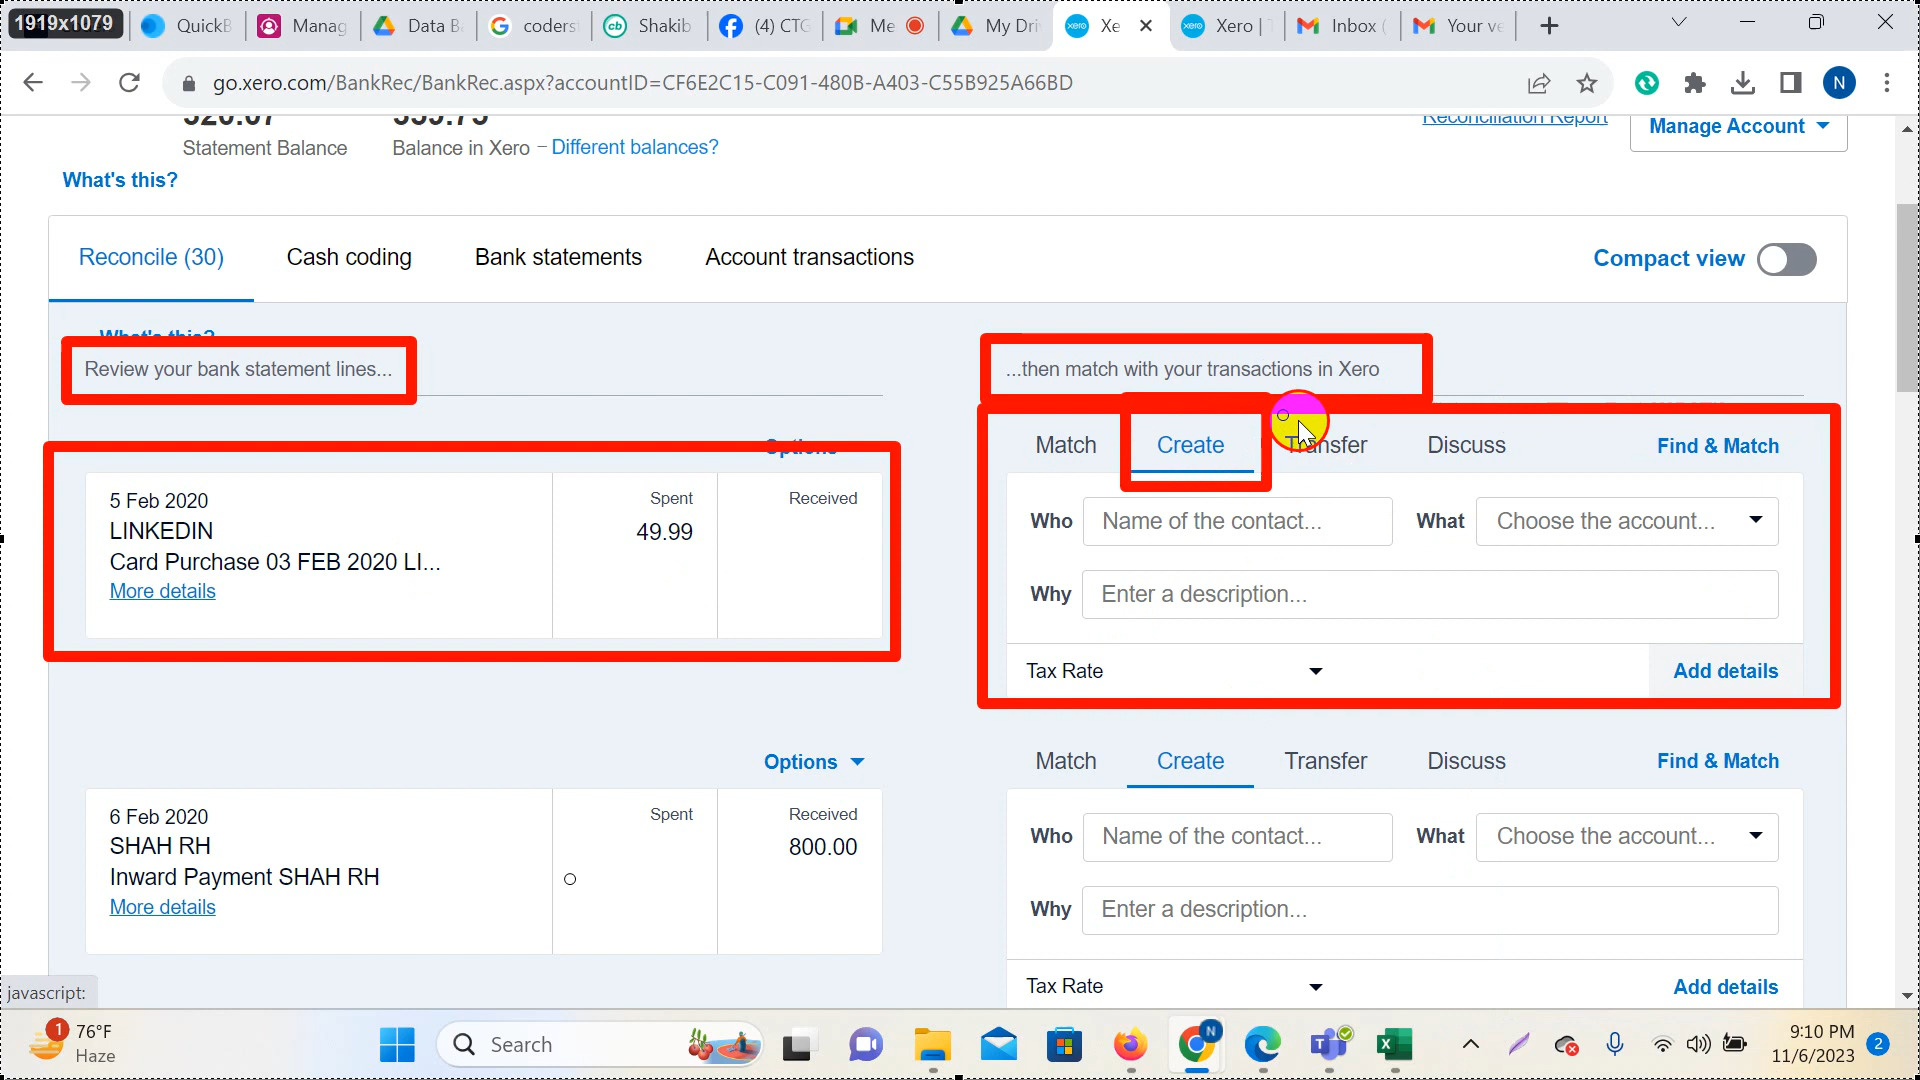 1919x1079
QuickB
Manag
Data B
coders
Shakib
(4) CTG
Me
My Dri
Xe
Xero | T
Inbox (
Your ve
go.xero.com/BankRec/BankRec.aspx?accountID=CF6E2C15-C091-480B-A403-C55B925A66BD
N
Statement Balance
Balance in Xero - Different balances?
Reconciliation Report
Manage Account
What's this?
Reconcile (30)
Cash coding
Bank statements
Account transactions
Compact view
What's this?
Review your bank statement lines...
...then match with your transactions in Xero
Options
Match
Create
Transfer
Discuss
Find & Match
5 Feb 2020
LINKEDIN
Card Purchase 03 FEB 2020 LI...
More details
Spent
49.99
Received
Who
Name of the contact...
What
Choose the account...
Why
Enter a description...
Tax Rate
Add details
Options
Match
Create
Transfer
Discuss
Find & Match
6 Feb 2020
SHAH RH
Inward Payment SHAH RH
More details
Spent
Received
800.00
Who
Name of the contact...
What
Choose the account...
Why
Enter a description...
Tax Rate
Add details
javascript:
1
76°F
Haze
Search
N
9:10 PM
11/6/2023
2